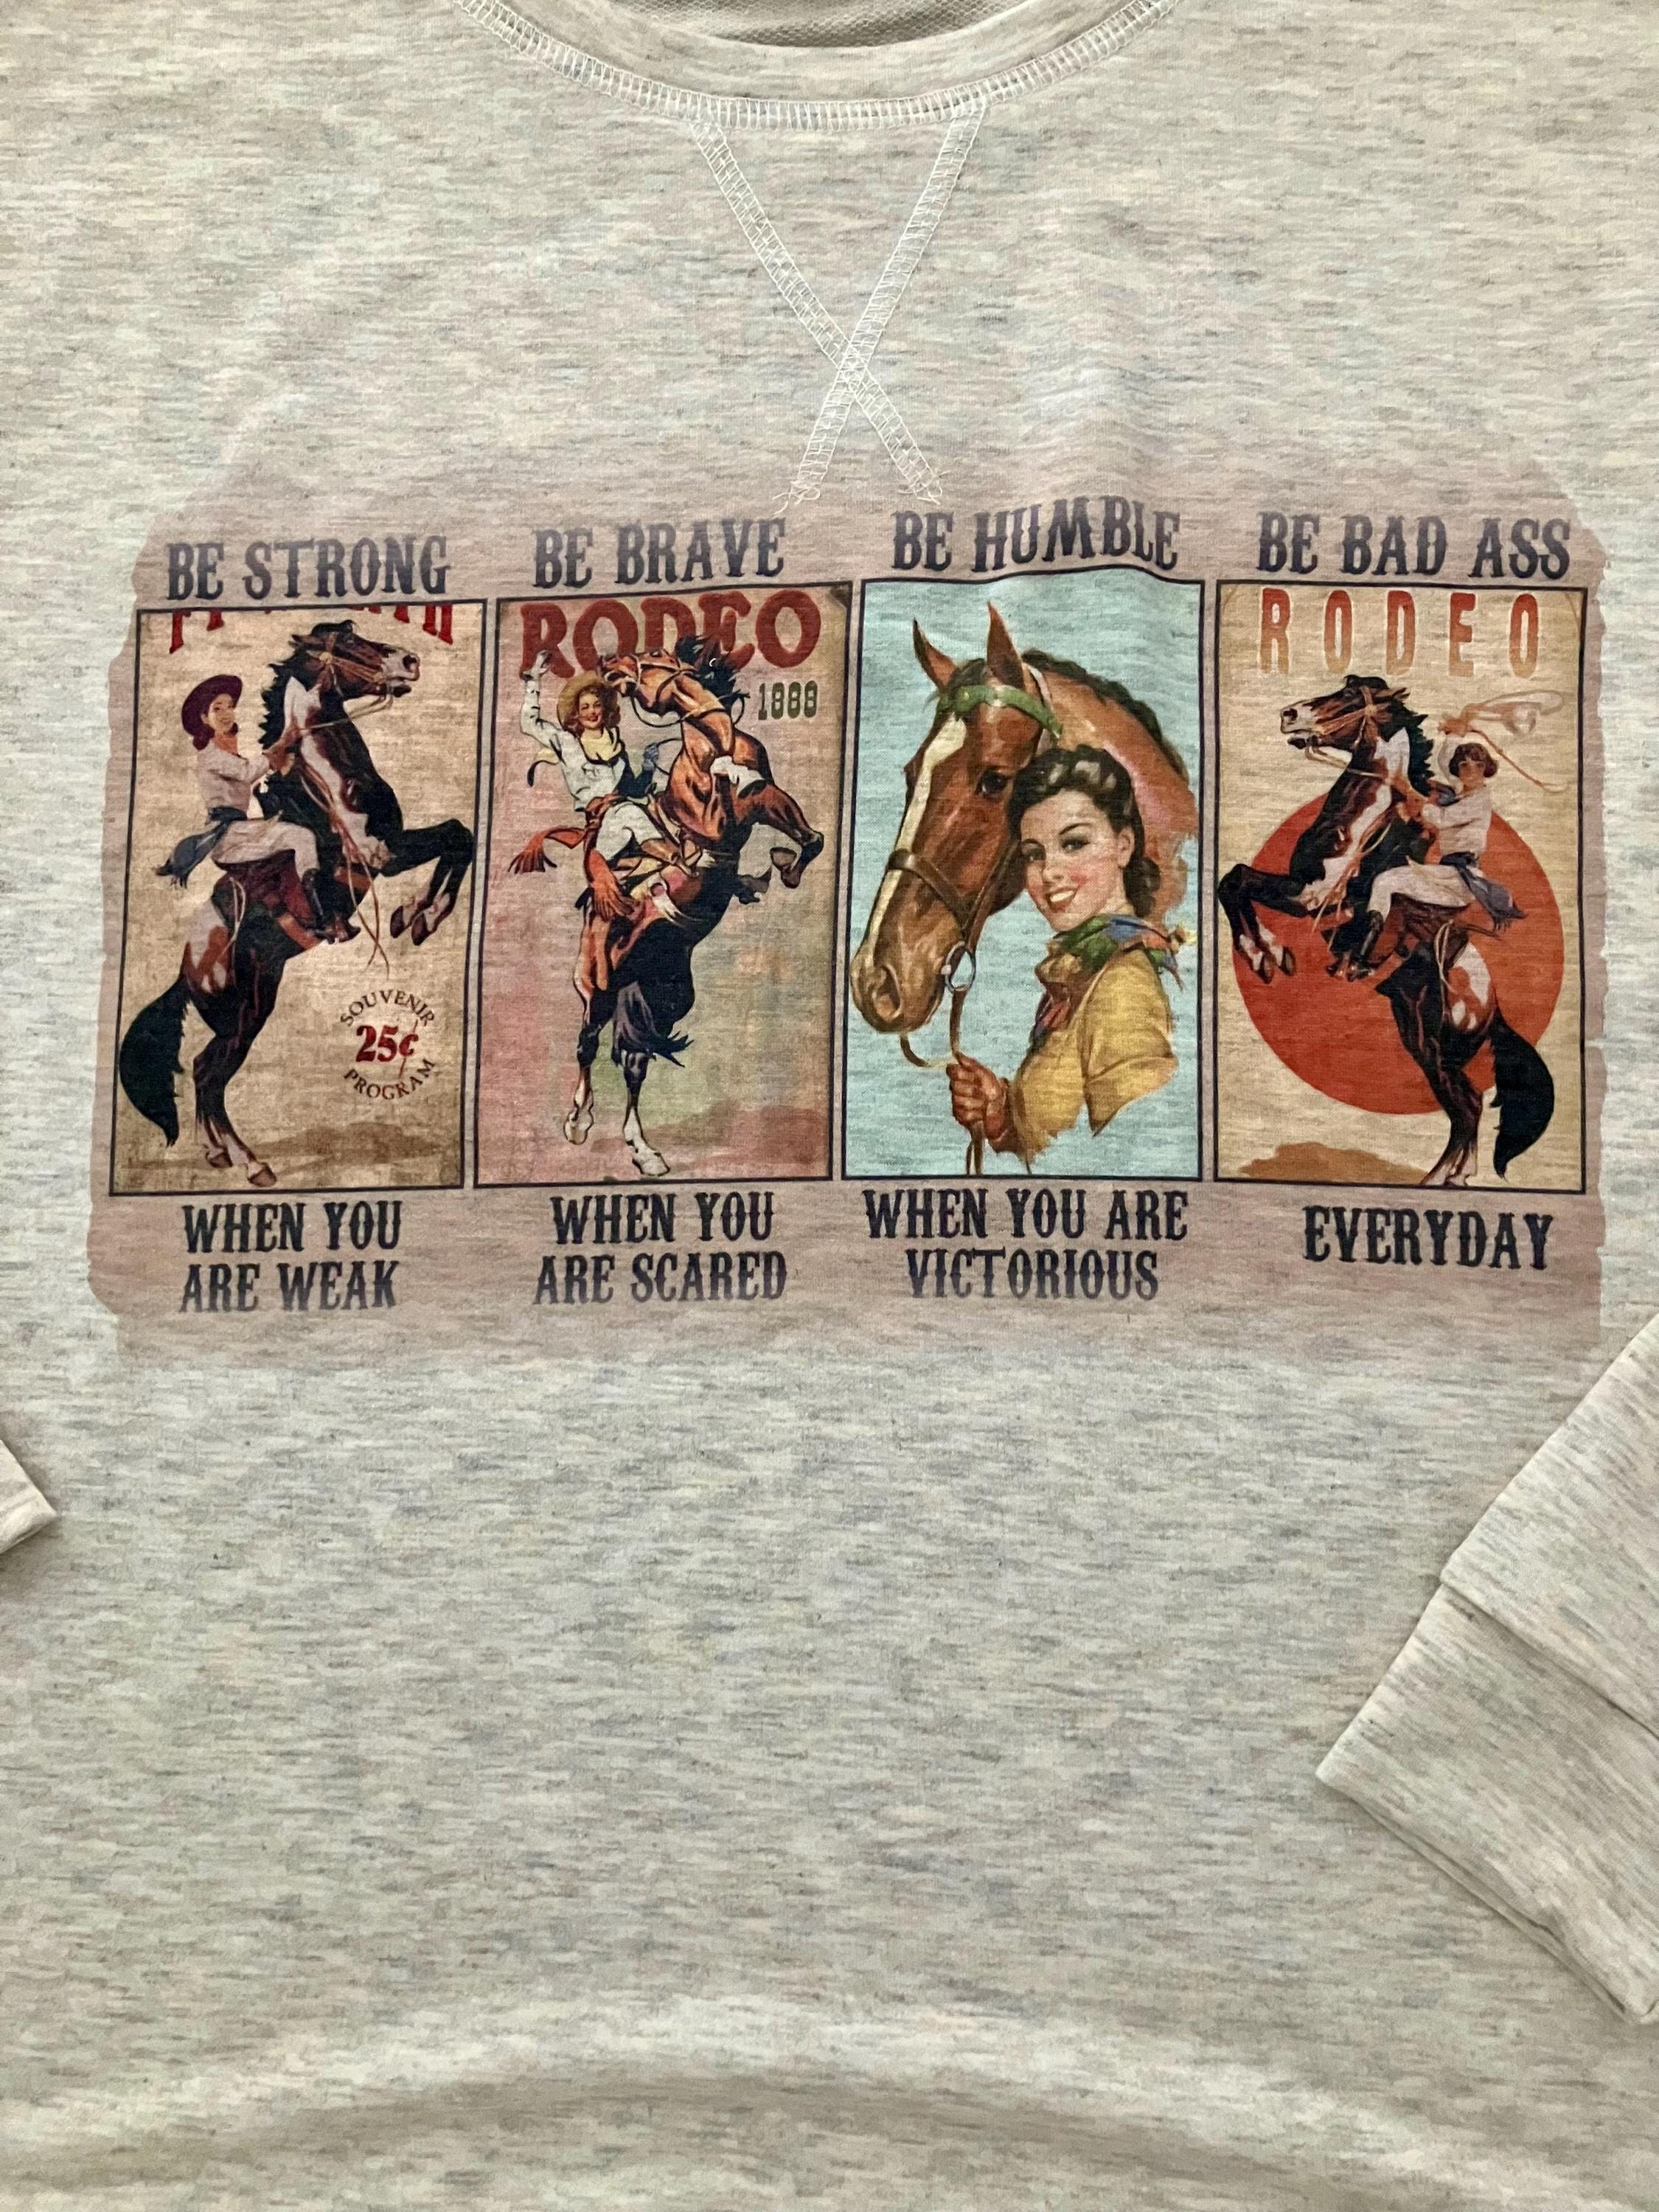 BE STRONG
SOUVENIR
25¢
PROGRAM
WHEN YOU
ARE WEAK
BE BRAVE
RODEO
1888
WHEN YOU
ARE SCARED
BE HUMBLE
WHEN YOU ARE
VICTORIOUS
BE BAD ASS
RODEO
EVERYDAY